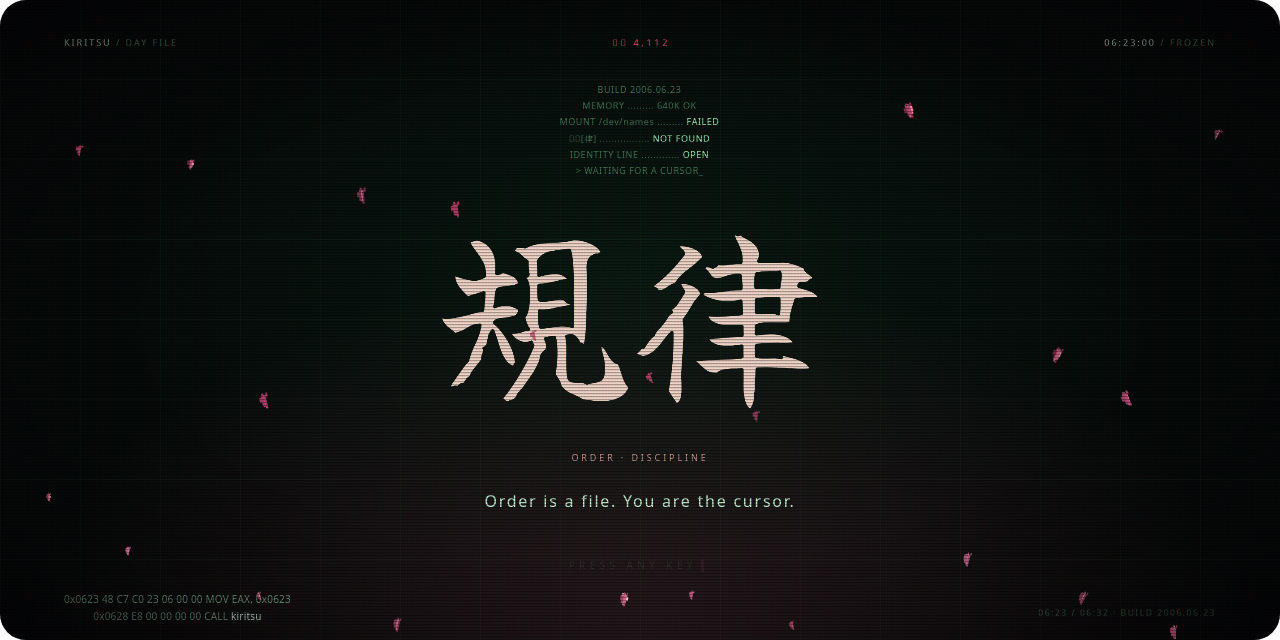 KIRITSU / DAY FILE
4,112
06:23:00 / FROZEN
BUILD 2006.06.23
MEMORY ......... 640K OK
MOUNT /dev/names ......... FAILED
[律] ................. NOT FOUND
IDENTITY LINE ............. OPEN
> WAITING FOR A CURSOR_
規律
ORDER · DISCIPLINE
Order is a file. You are the cursor.
PRESS ANY KEY
0x0623 48 C7 C0 23 06 00 00 MOV EAX, 0x0623
0x0628 E8 00 00 00 00 CALL kiritsu
06:23 / 06:32 · BUILD 2006.06.23